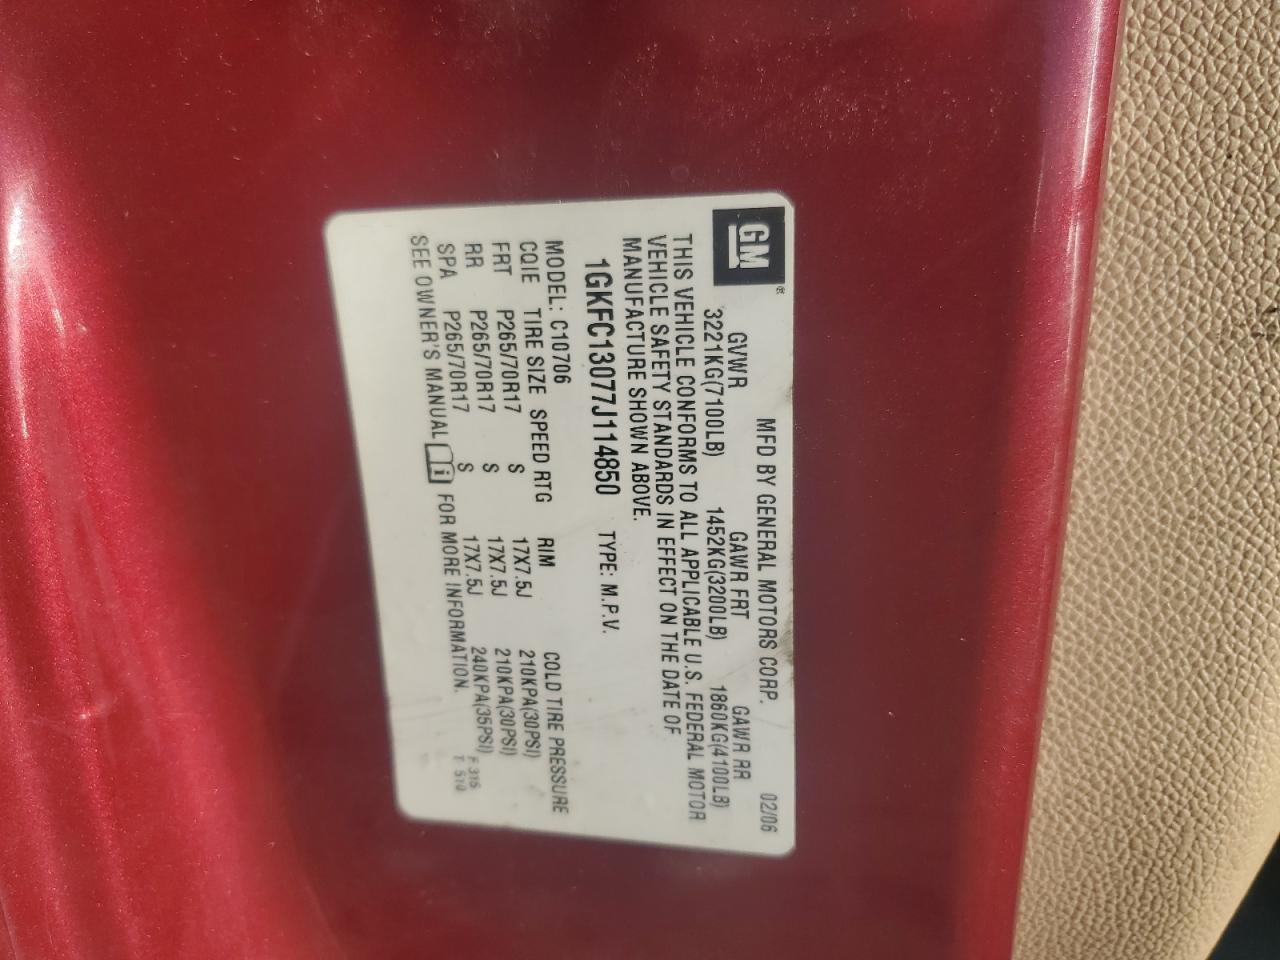 GM®
MFD BY GENERAL MOTORS CORP. 02/06
GVWR GAWR FRT GAWR RR
3221KG(7100LB) 1452KG(3200LB) 1860KG(4100LB)
THIS VEHICLE CONFORMS TO ALL APPLICABLE U.S. FEDERAL MOTOR
VEHICLE SAFETY STANDARDS IN EFFECT ON THE DATE OF
MANUFACTURE SHOWN ABOVE.
1GKFC13077J114850 TYPE: M.P.V.
MODEL: C10706
CQIE TIRE SIZE SPEED RTG RIM COLD TIRE PRESSURE
FRT P265/70R17 S 17X7.5J 210KPA(30PSI)
RR P265/70R17 S 17X7.5J 210KPA(30PSI)
SPA P265/70R17 S 17X7.5J 240KPA(35PSI)
SEE OWNER'S MANUAL i FOR MORE INFORMATION.
F 315
T 510